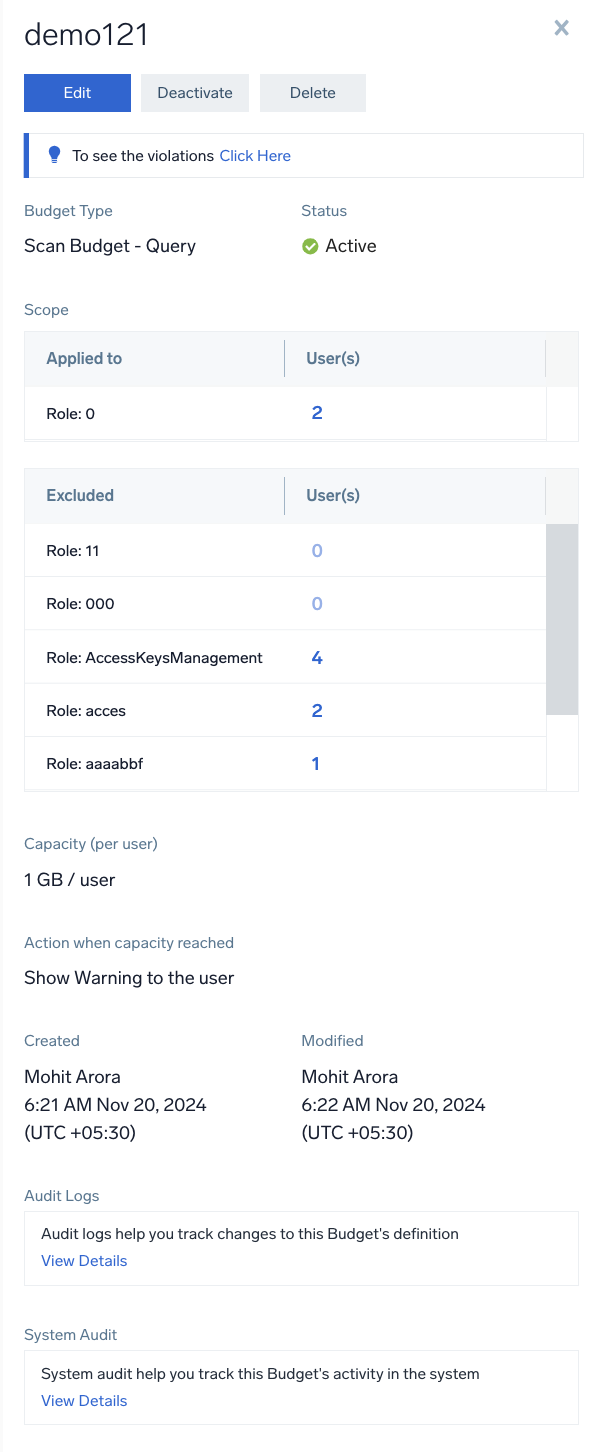 demo121
Edit Deactivate Delete
To see the violations Click Here
Budget Type Status
Scan Budget - Query Active
Scope
Applied to User(s)
Role: 0 2
Excluded User(s)
Role: 11 0
Role: 000 0
Role: AccessKeysManagement 4
Role: acces 2
Role: aaaabbf 1
Capacity (per user)
1 GB / user
Action when capacity reached
Show Warning to the user
Created Modified
Mohit Arora Mohit Arora
6:21 AM Nov 20, 2024 6:22 AM Nov 20, 2024
(UTC +05:30) (UTC +05:30)
Audit Logs
Audit logs help you track changes to this Budget's definition
View Details
System Audit
System audit help you track this Budget's activity in the system
View Details